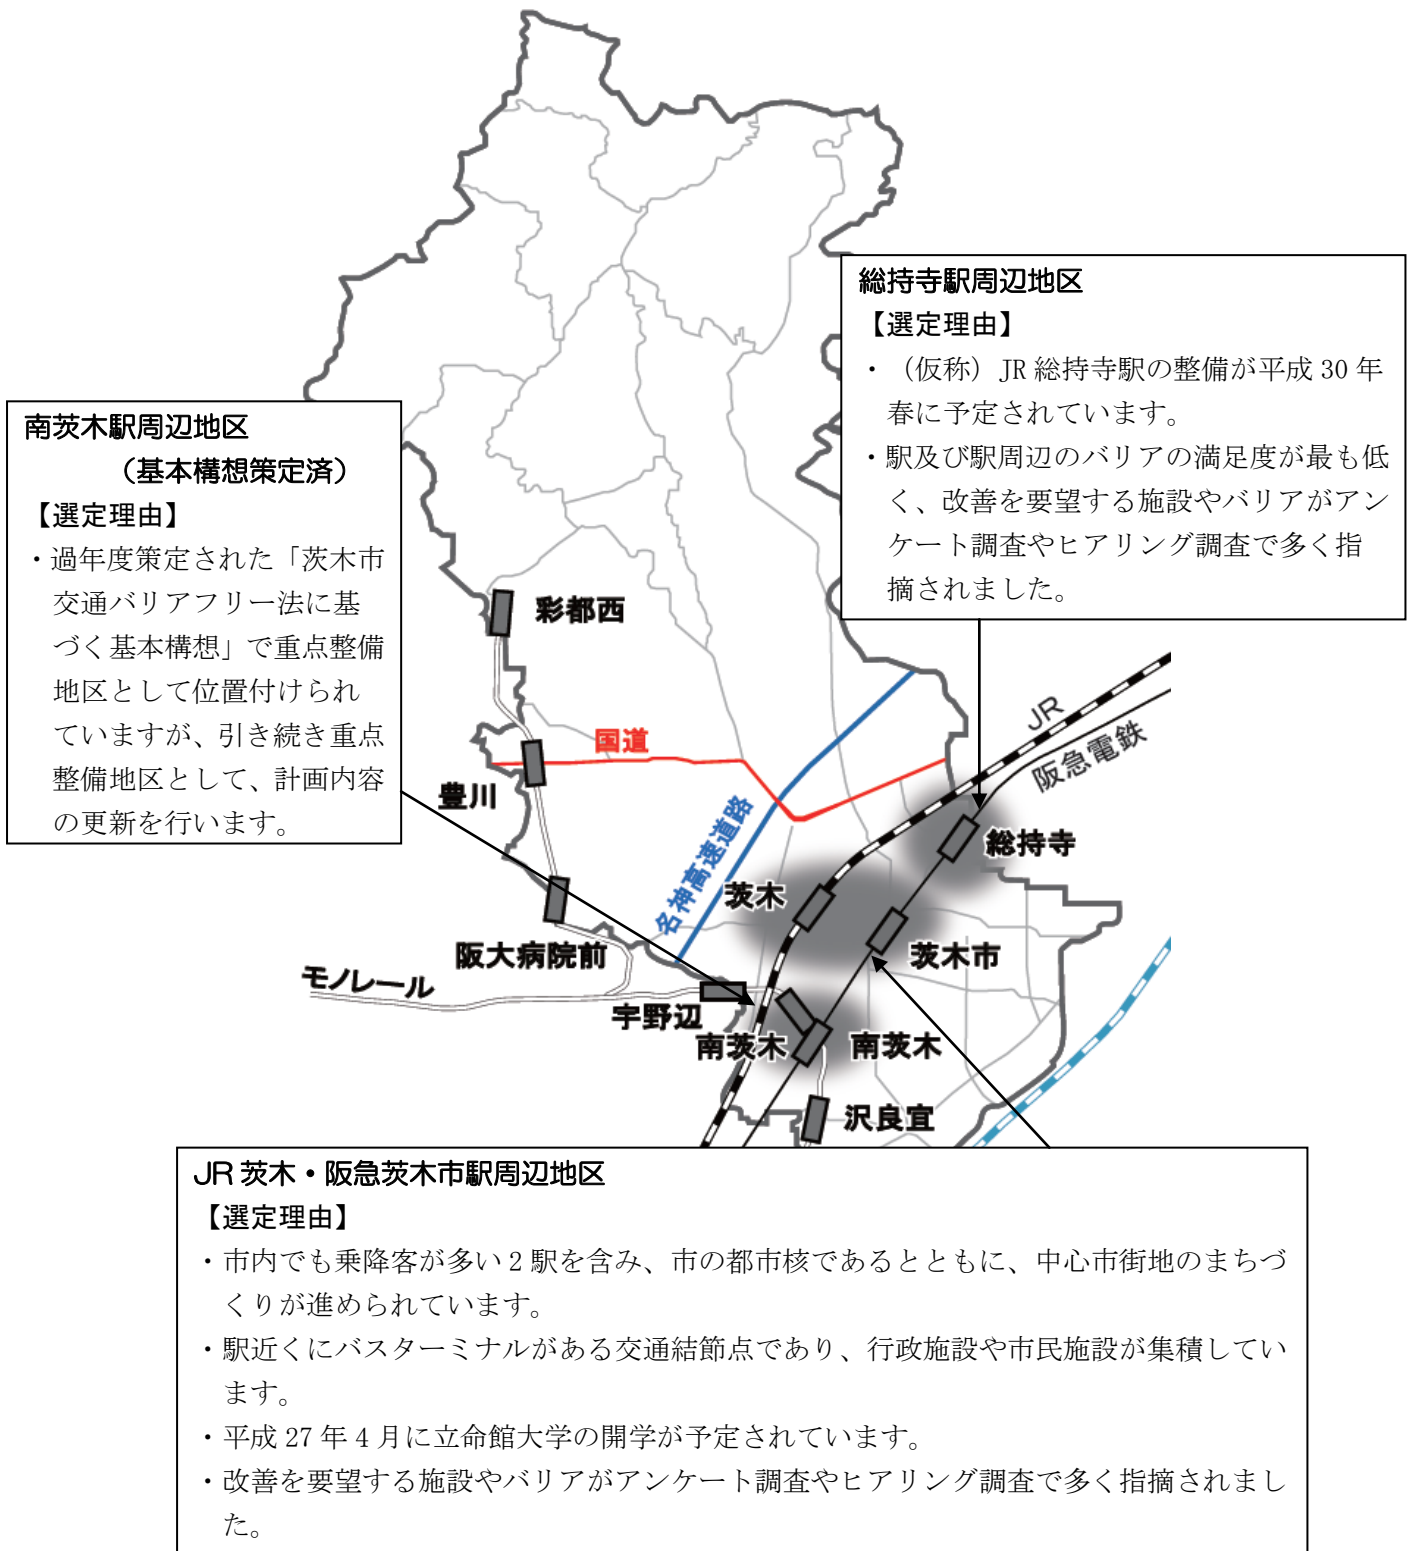 総持寺駅周辺地区
【選定理由】
・（仮称）JR 総持寺駅の整備が平成 30 年
春に予定されています。
・駅及び駅周辺のバリアの満足度が最も低
く、改善を要望する施設やバリアがアン
ケート調査やヒアリング調査で多く指
摘されました。
南茨木駅周辺地区
（基本構想策定済）
【選定理由】
・過年度策定された「茨木市
交通バリアフリー法に基
づく基本構想」で重点整備
地区として位置付けられ
ていますが、引き続き重点
整備地区として、計画内容
の更新を行います。
彩都西
国道
豊川
名神高速道路
JR
阪急電鉄
総持寺
茨木
茨木市
阪大病院前
モノレール
宇野辺
南茨木
南茨木
沢良宜
JR 茨木・阪急茨木市駅周辺地区
【選定理由】
・市内でも乗降客が多い 2 駅を含み、市の都市核であるとともに、中心市街地のまちづ
くりが進められています。
・駅近くにバスターミナルがある交通結節点であり、行政施設や市民施設が集積してい
ます。
・平成 27 年 4 月に立命館大学の開学が予定されています。
・改善を要望する施設やバリアがアンケート調査やヒアリング調査で多く指摘されまし
た。